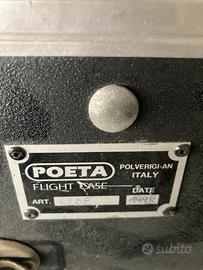 POETA
POLVERIGI-AN
ITALY
FLIGHT CASE
DATE
ART.
subito